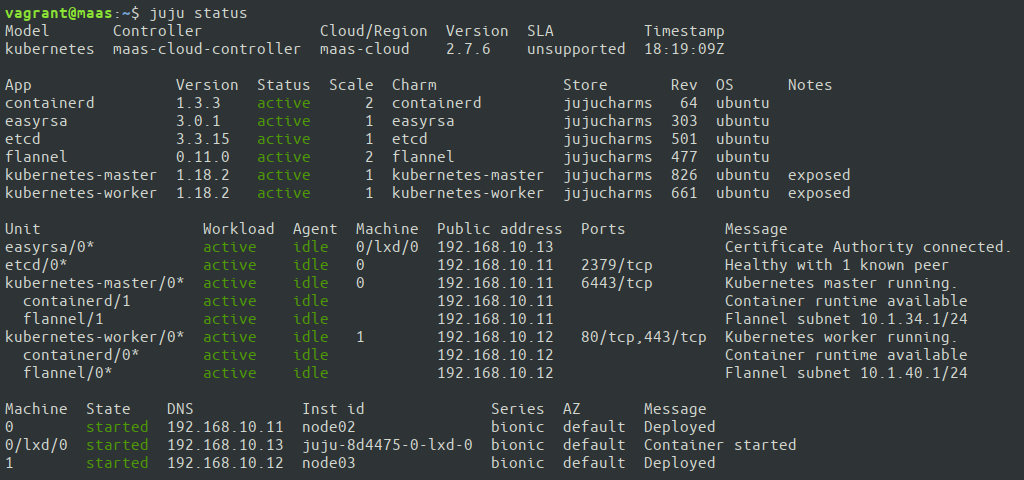 vagrant@maas:~$ juju status
Model       Controller             Cloud/Region  Version  SLA          Timestamp
kubernetes  maas-cloud-controller  maas-cloud    2.7.6    unsupported  18:19:09Z
App                Version  Status  Scale  Charm              Store       Rev  OS      Notes
containerd         1.3.3    active      2  containerd         jujucharms   64  ubuntu
easyrsa            3.0.1    active      1  easyrsa            jujucharms  303  ubuntu
etcd               3.3.15   active      1  etcd               jujucharms  501  ubuntu
flannel            0.11.0   active      2  flannel            jujucharms  477  ubuntu
kubernetes-master  1.18.2   active      1  kubernetes-master  jujucharms  826  ubuntu  exposed
kubernetes-worker  1.18.2   active      1  kubernetes-worker  jujucharms  661  ubuntu  exposed
Unit                  Workload  Agent  Machine  Public address  Ports           Message
easyrsa/0*            active    idle   0/lxd/0  192.168.10.13                   Certificate Authority connected.
etcd/0*               active    idle   0        192.168.10.11   2379/tcp        Healthy with 1 known peer
kubernetes-master/0*  active    idle   0        192.168.10.11   6443/tcp        Kubernetes master running.
  containerd/1        active    idle            192.168.10.11                   Container runtime available
  flannel/1           active    idle            192.168.10.11                   Flannel subnet 10.1.34.1/24
kubernetes-worker/0*  active    idle   1        192.168.10.12   80/tcp,443/tcp  Kubernetes worker running.
  containerd/0*       active    idle            192.168.10.12                   Container runtime available
  flannel/0*          active    idle            192.168.10.12                   Flannel subnet 10.1.40.1/24
Machine  State    DNS            Inst id              Series  AZ       Message
0        started  192.168.10.11  node02               bionic  default  Deployed
0/lxd/0  started  192.168.10.13  juju-8d4475-0-lxd-0  bionic  default  Container started
1        started  192.168.10.12  node03               bionic  default  Deployed